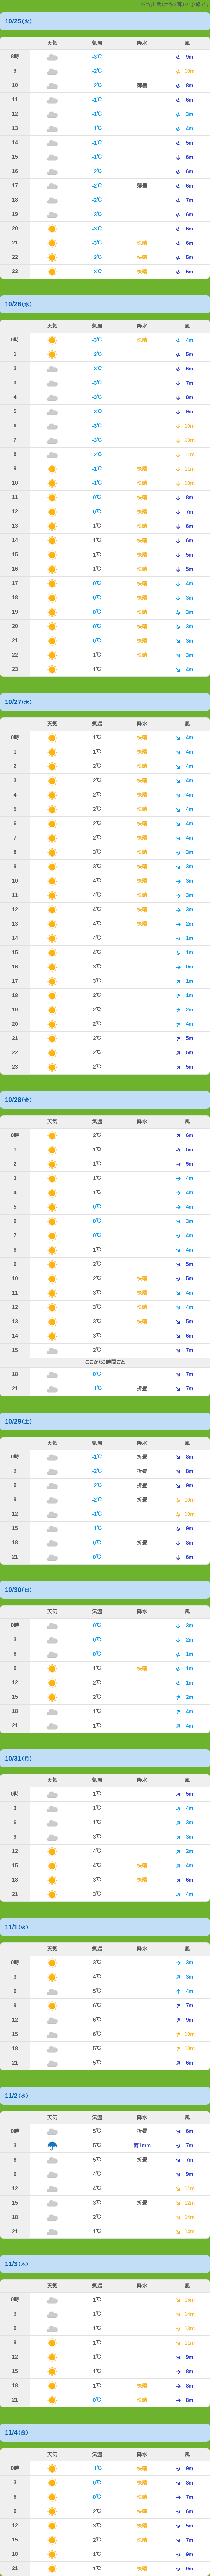 (オキノ耳)の予報です
10/25(火)
天気 気温 降水 風
8時 -3℃ 9m
9 -2℃ 10m
10 -2℃ 薄曇 8m
11 -1℃ 6m
12 -1℃ 3m
13 -1℃ 4m
14 -1℃ 5m
15 -1℃ 6m
16 -2℃ 6m
17 -2℃ 薄曇 6m
18 -2℃ 7m
19 -3℃ 6m
20 -3℃ 6m
21 -3℃ 快晴 6m
22 -3℃ 快晴 5m
23 -3℃ 快晴 5m
10/26(水)
天気 気温 降水 風
0時 -3℃ 快晴 4m
1 -3℃ 5m
2 -3℃ 6m
3 -3℃ 7m
4 -3℃ 8m
5 -3℃ 9m
6 -3℃ 10m
7 -3℃ 10m
8 -2℃ 11m
9 -1℃ 快晴 11m
10 -1℃ 快晴 10m
11 0℃ 快晴 8m
12 0℃ 快晴 7m
13 1℃ 快晴 6m
14 1℃ 快晴 6m
15 1℃ 快晴 5m
16 1℃ 快晴 5m
17 0℃ 快晴 4m
18 0℃ 快晴 3m
19 0℃ 快晴 3m
20 0℃ 快晴 3m
21 0℃ 快晴 3m
22 1℃ 快晴 3m
23 1℃ 4m
10/27(木)
天気 気温 降水 風
0時 1℃ 快晴 4m
1 1℃ 快晴 4m
2 2℃ 快晴 4m
3 2℃ 快晴 4m
4 2℃ 快晴 4m
5 2℃ 快晴 4m
6 2℃ 快晴 4m
7 2℃ 快晴 4m
8 3℃ 快晴 3m
9 3℃ 快晴 3m
10 4℃ 快晴 3m
11 4℃ 快晴 3m
12 4℃ 快晴 3m
13 4℃ 快晴 2m
14 4℃ 1m
15 4℃ 1m
16 3℃ 0m
17 3℃ 1m
18 2℃ 1m
19 2℃ 2m
20 2℃ 4m
21 2℃ 5m
22 2℃ 5m
23 2℃ 5m
10/28(金)
天気 気温 降水 風
0時 2℃ 6m
1 1℃ 5m
2 1℃ 5m
3 1℃ 4m
4 1℃ 4m
5 0℃ 4m
6 0℃ 3m
7 0℃ 4m
8 1℃ 4m
9 2℃ 5m
10 2℃ 快晴 5m
11 3℃ 快晴 4m
12 3℃ 快晴 4m
13 3℃ 快晴 5m
14 3℃ 6m
15 2℃ 7m
ここから3時間ごと
18 0℃ 7m
21 -1℃ 折曇 7m
10/29(土)
天気 気温 降水 風
0時 -1℃ 折曇 8m
3 -2℃ 折曇 8m
6 -2℃ 折曇 9m
9 -2℃ 折曇 10m
12 -1℃ 10m
15 -1℃ 9m
18 0℃ 折曇 8m
21 0℃ 6m
10/30(日)
天気 気温 降水 風
0時 0℃ 3m
3 0℃ 2m
6 0℃ 1m
9 1℃ 快晴 1m
12 2℃ 1m
15 2℃ 2m
18 1℃ 4m
21 1℃ 4m
10/31(月)
天気 気温 降水 風
0時 1℃ 5m
3 1℃ 4m
6 1℃ 3m
9 3℃ 3m
12 4℃ 2m
15 4℃ 快晴 4m
18 3℃ 快晴 6m
21 3℃ 4m
11/1(火)
天気 気温 降水 風
0時 3℃ 3m
3 4℃ 3m
6 5℃ 4m
9 6℃ 7m
12 6℃ 9m
15 6℃ 10m
18 5℃ 10m
21 5℃ 6m
11/2(水)
天気 気温 降水 風
0時 5℃ 折曇 6m
3 5℃ 雨1mm 7m
6 5℃ 折曇 7m
9 4℃ 9m
12 4℃ 11m
15 3℃ 折曇 12m
18 2℃ 14m
21 1℃ 14m
11/3(木)
天気 気温 降水 風
0時 1℃ 15m
3 1℃ 14m
6 1℃ 13m
9 1℃ 11m
12 1℃ 9m
15 1℃ 8m
18 1℃ 快晴 8m
21 0℃ 快晴 8m
11/4(金)
天気 気温 降水 風
0時 -1℃ 快晴 9m
3 0℃ 快晴 8m
6 0℃ 快晴 7m
9 2℃ 快晴 6m
12 3℃ 快晴 5m
15 2℃ 快晴 7m
18 1℃ 9m
21 1℃ 快晴 9m